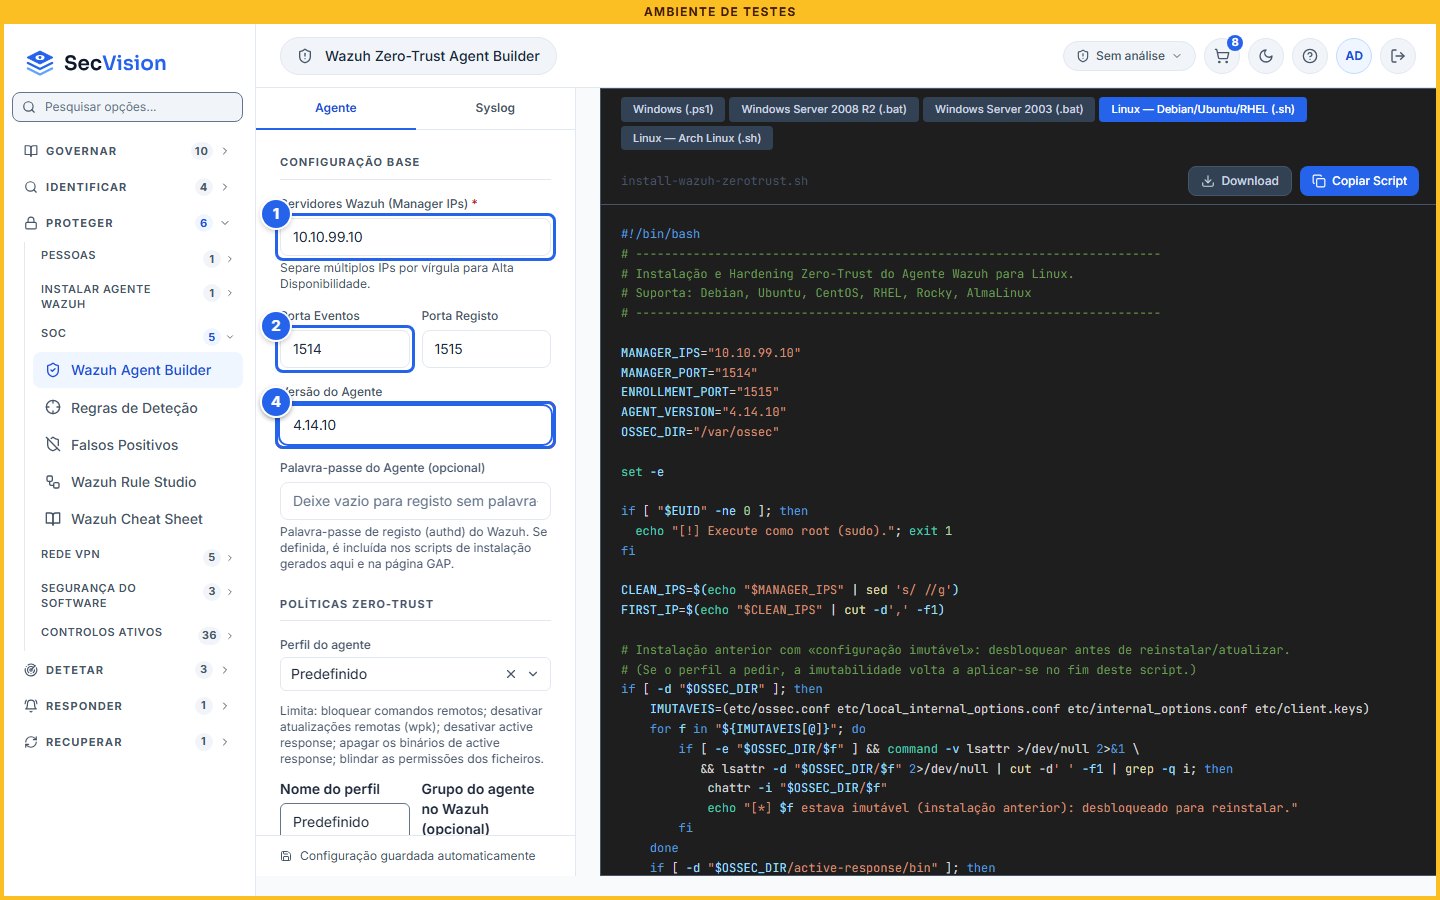 AMBIENTE DE TESTES
SecVision
Pesquisar opções...
GOVERNAR 10
IDENTIFICAR 4
PROTEGER 6
PESSOAS 1
INSTALAR AGENTE
WAZUH 1
SOC 5
Wazuh Agent Builder
Regras de Deteção
Falsos Positivos
Wazuh Rule Studio
Wazuh Cheat Sheet
REDE VPN 5
SEGURANÇA DO
SOFTWARE 3
CONTROLOS ATIVOS 36
DETETAR 3
RESPONDER 1
RECUPERAR 1
Wazuh Zero-Trust Agent Builder
Sem análise
8
AD
Agente
Syslog
CONFIGURAÇÃO BASE
1
Servidores Wazuh (Manager IPs) *
10.10.99.10
Separe múltiplos IPs por vírgula para Alta
Disponibilidade.
2
Porta Eventos
Porta Registo
1514
1515
4
Versão do Agente
4.14.10
Palavra-passe do Agente (opcional)
Deixe vazio para registo sem palavra
Palavra-passe de registo (authd) do Wazuh. Se
definida, é incluída nos scripts de instalação
gerados aqui e na página GAP.
POLÍTICAS ZERO-TRUST
Perfil do agente
Predefinido
Limita: bloquear comandos remotos; desativar
atualizações remotas (wpk); desativar active
response; apagar os binários de active
response; blindar as permissões dos ficheiros.
Nome do perfil
Predefinido
Grupo do agente
no Wazuh
(opcional)
Configuração guardada automaticamente
Windows (.ps1)
Windows Server 2008 R2 (.bat)
Windows Server 2003 (.bat)
Linux — Debian/Ubuntu/RHEL (.sh)
Linux — Arch Linux (.sh)
install-wazuh-zerotrust.sh
Download
Copiar Script
#!/bin/bash
# -------------------------------------------------------------------------
# Instalação e Hardening Zero-Trust do Agente Wazuh para Linux.
# Suporta: Debian, Ubuntu, CentOS, RHEL, Rocky, AlmaLinux
# -------------------------------------------------------------------------
MANAGER_IPS="10.10.99.10"
MANAGER_PORT="1514"
ENROLLMENT_PORT="1515"
AGENT_VERSION="4.14.10"
OSSEC_DIR="/var/ossec"
set -e
if [ "$EUID" -ne 0 ]; then
echo "[!] Execute como root (sudo)."; exit 1
fi
CLEAN_IPS=$(echo "$MANAGER_IPS" | sed 's/ //g')
FIRST_IP=$(echo "$CLEAN_IPS" | cut -d',' -f1)
# Instalação anterior com «configuração imutável»: desbloquear antes de reinstalar/atualizar.
# (Se o perfil a pedir, a imutabilidade volta a aplicar-se no fim deste script.)
if [ -d "$OSSEC_DIR" ]; then
IMUTAVEIS=(etc/ossec.conf etc/local_internal_options.conf etc/internal_options.conf etc/client.keys)
for f in "${IMUTAVEIS[@]}"; do
if [ -e "$OSSEC_DIR/$f" ] && command -v lsattr >/dev/null 2>&1 \
&& lsattr -d "$OSSEC_DIR/$f" 2>/dev/null | cut -d' ' -f1 | grep -q i; then
chattr -i "$OSSEC_DIR/$f"
echo "[*] $f estava imutável (instalação anterior): desbloqueado para reinstalar."
fi
done
if [ -d "$OSSEC_DIR/active-response/bin" ]; then